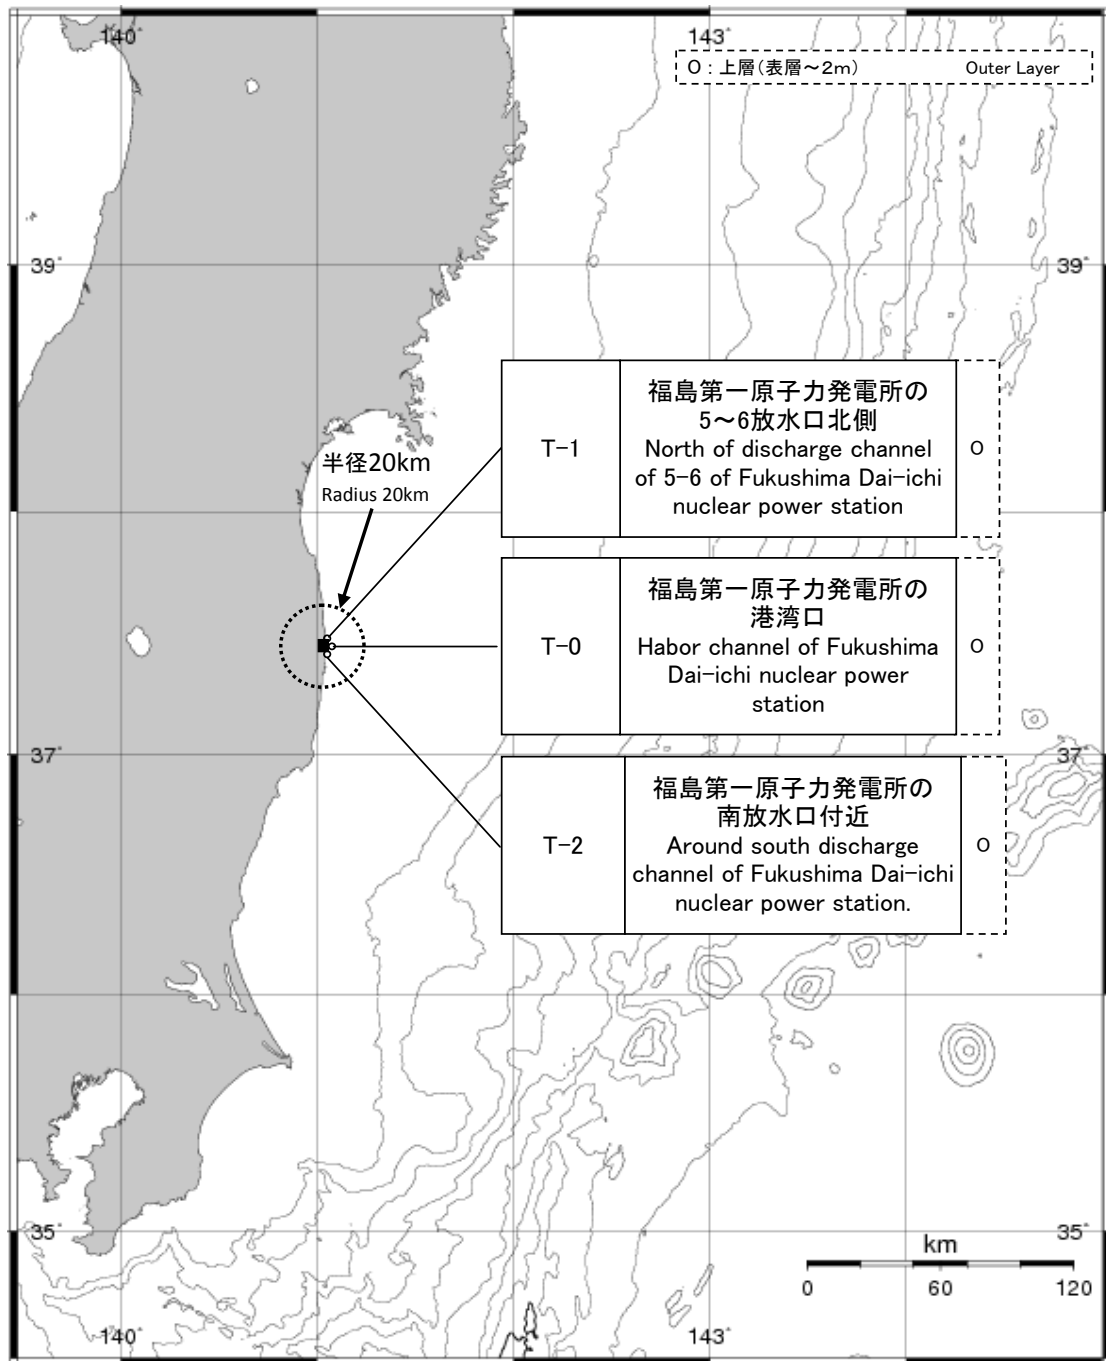 140°
143°
O : 上層（表層～2m） Outer Layer
39°
39°
半径20km
Radius 20km
T-1
福島第一原子力発電所の
5～6放水口北側
North of discharge channel
of 5-6 of Fukushima Dai-ichi
nuclear power station
O
T-0
福島第一原子力発電所の
港湾口
Habor channel of Fukushima
Dai-ichi nuclear power
station
O
37°
37°
T-2
福島第一原子力発電所の
南放水口付近
Around south discharge
channel of Fukushima Dai-ichi
nuclear power station.
O
35°
35°
km
0 60 120
140°
143°